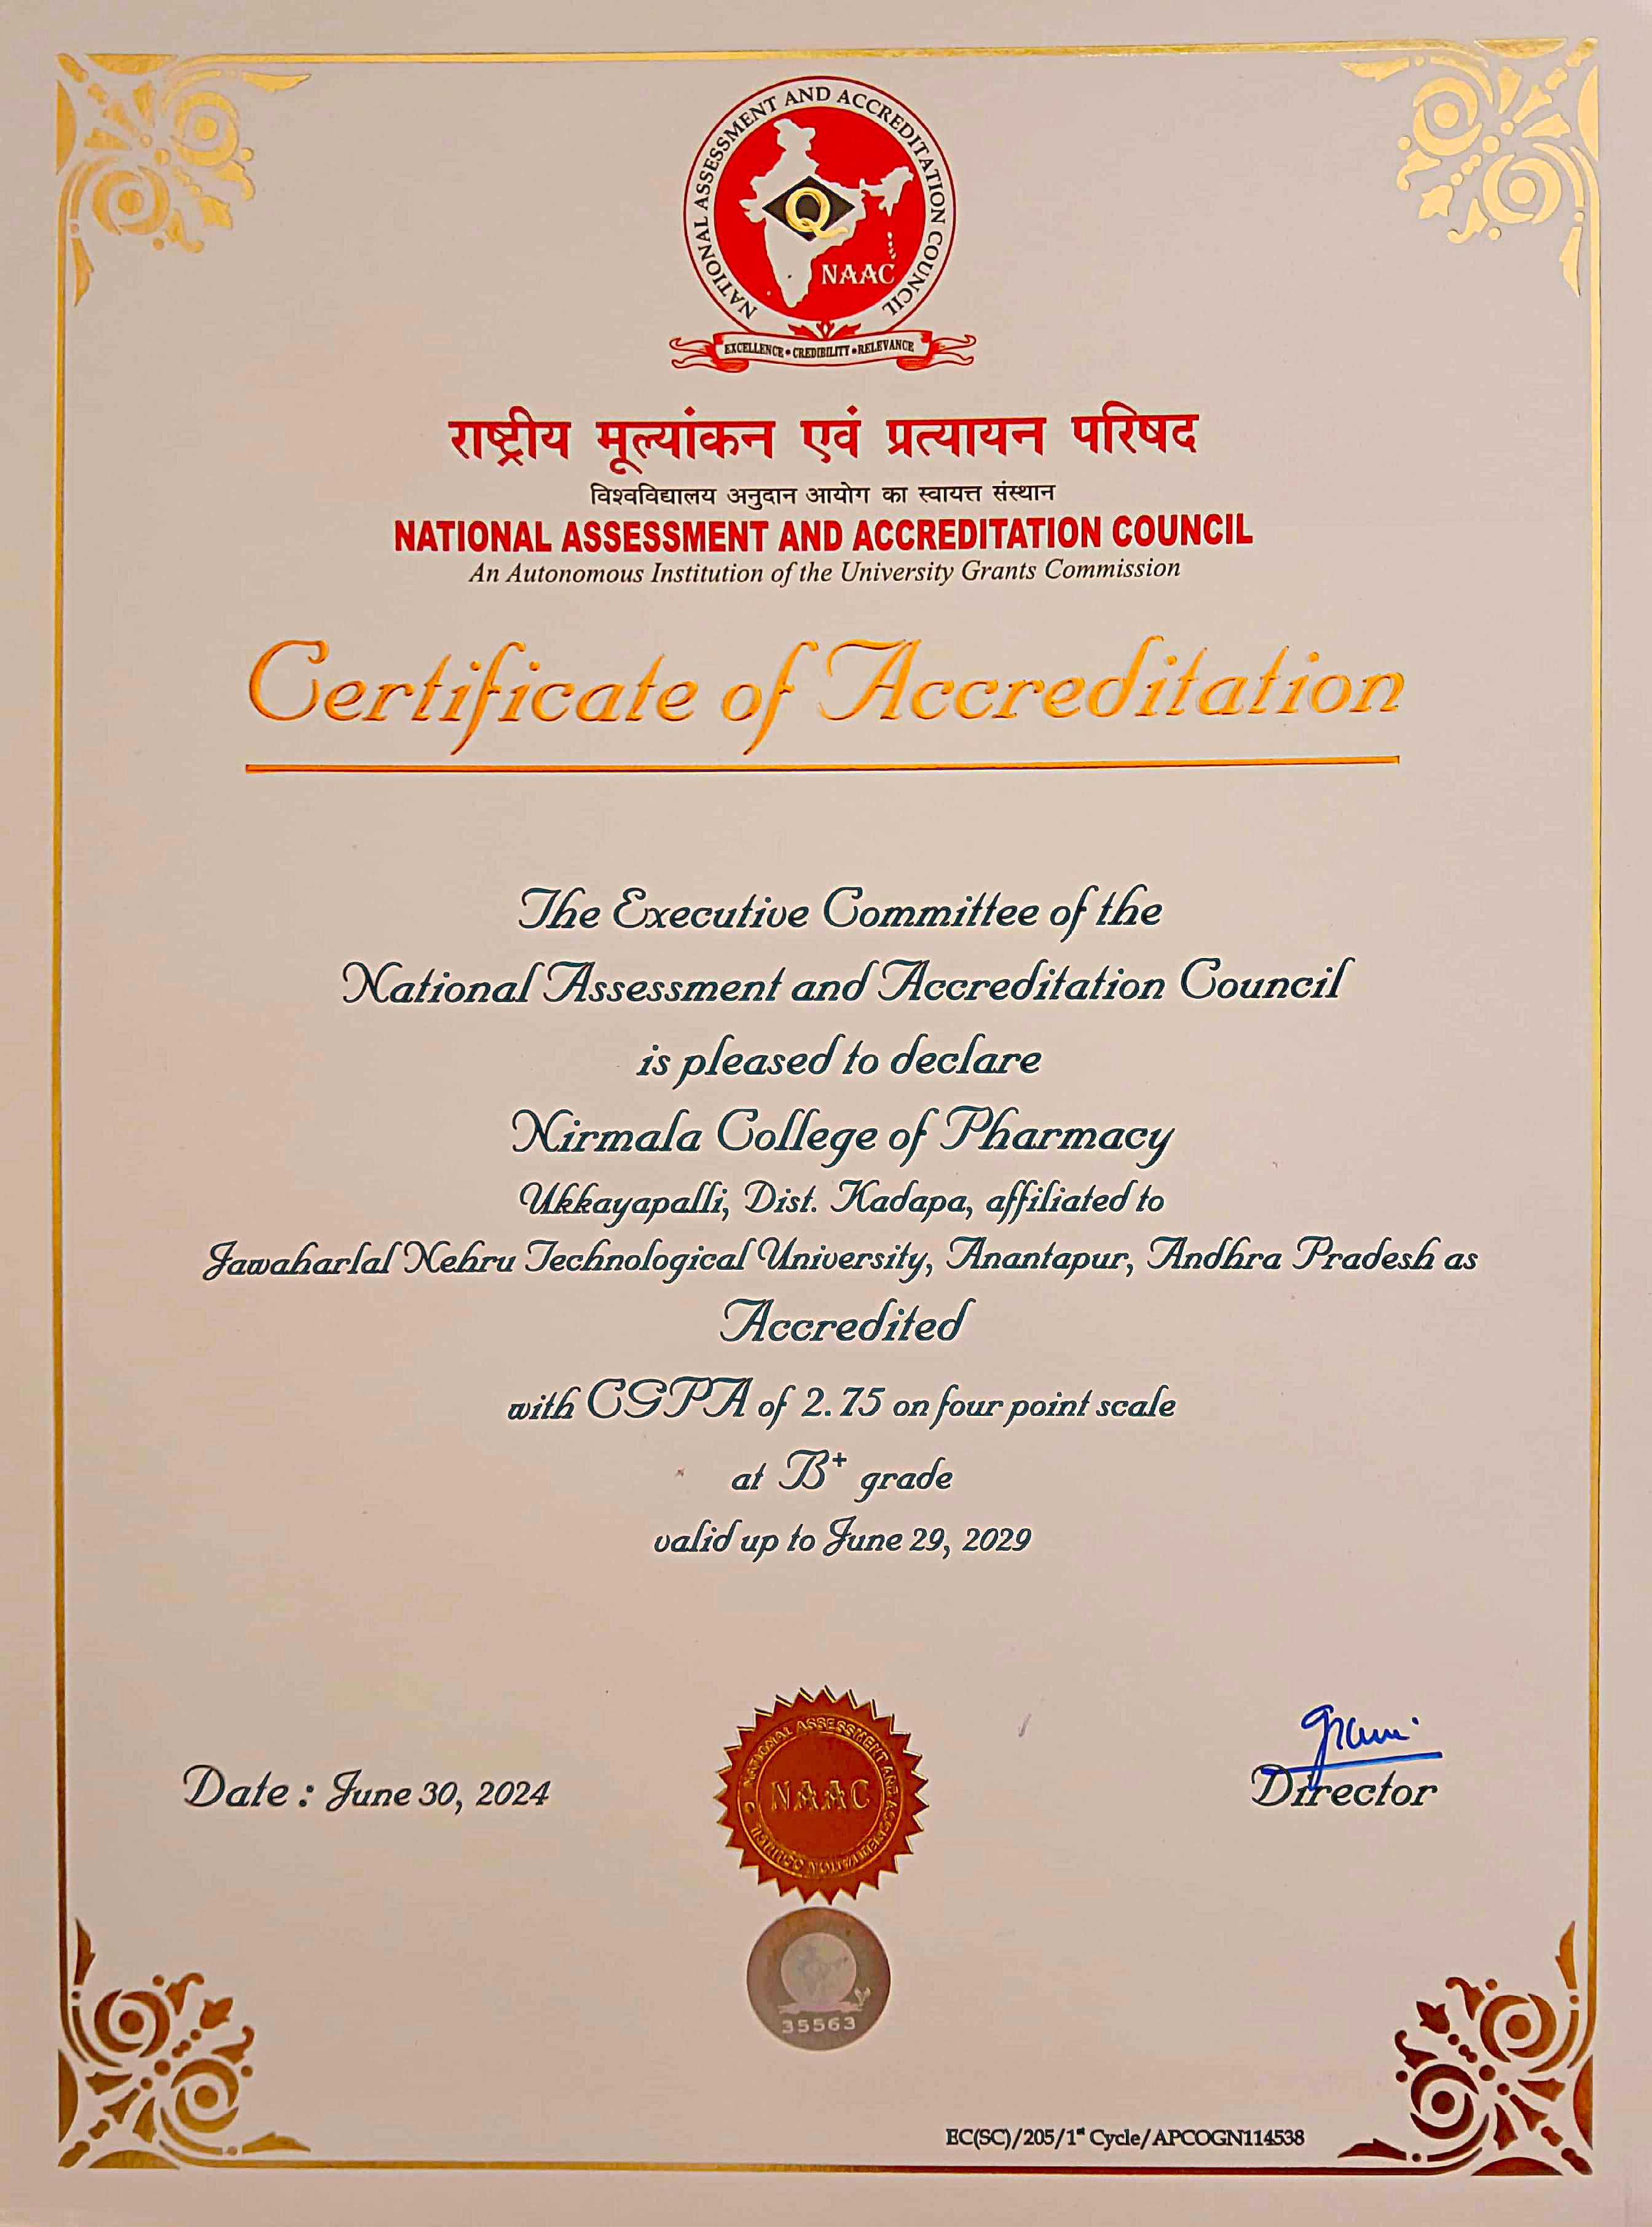 NATIONAL ASSESSMENT AND ACCREDITATION COUNCIL
Q
NAAC
EXCELLENCE • CREDIBILITY • RELEVANCE
राष्ट्रीय मूल्यांकन एवं प्रत्यायन परिषद
विश्वविद्यालय अनुदान आयोग का स्वायत्त संस्थान
NATIONAL ASSESSMENT AND ACCREDITATION COUNCIL
An Autonomous Institution of the University Grants Commission
Certificate of Accreditation
The Executive Committee of the
National Assessment and Accreditation Council
is pleased to declare
Nirmala College of Pharmacy
Ukkayapalli, Dist. Kadapa, affiliated to
Jawaharlal Nehru Technological University, Anantapur, Andhra Pradesh as
Accredited
with CGPA of 2.75 on four point scale
at B+ grade
valid up to June 29, 2029
Date : June 30, 2024
NATIONAL ASSESSMENT AND ACCREDITATION COUNCIL
NAAC
Director
35563
EC(SC)/205/1st Cycle/APCOGN114538